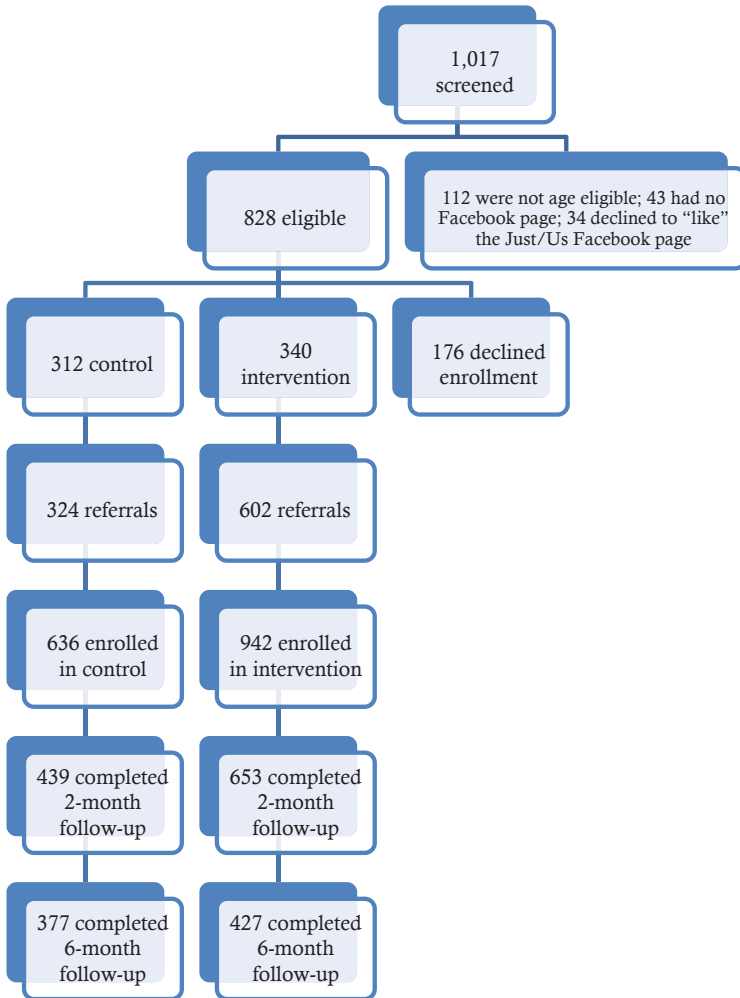 1,017
screened
828 eligible
112 were not age eligible; 43 had no
Facebook page; 34 declined to “like”
the Just/Us Facebook page
312 control
340
intervention
176 declined
enrollment
324 referrals
602 referrals
636 enrolled
in control
942 enrolled
in intervention
439 completed
2-month
follow-up
653 completed
2-month
follow-up
377 completed
6-month
follow-up
427 completed
6-month
follow-up